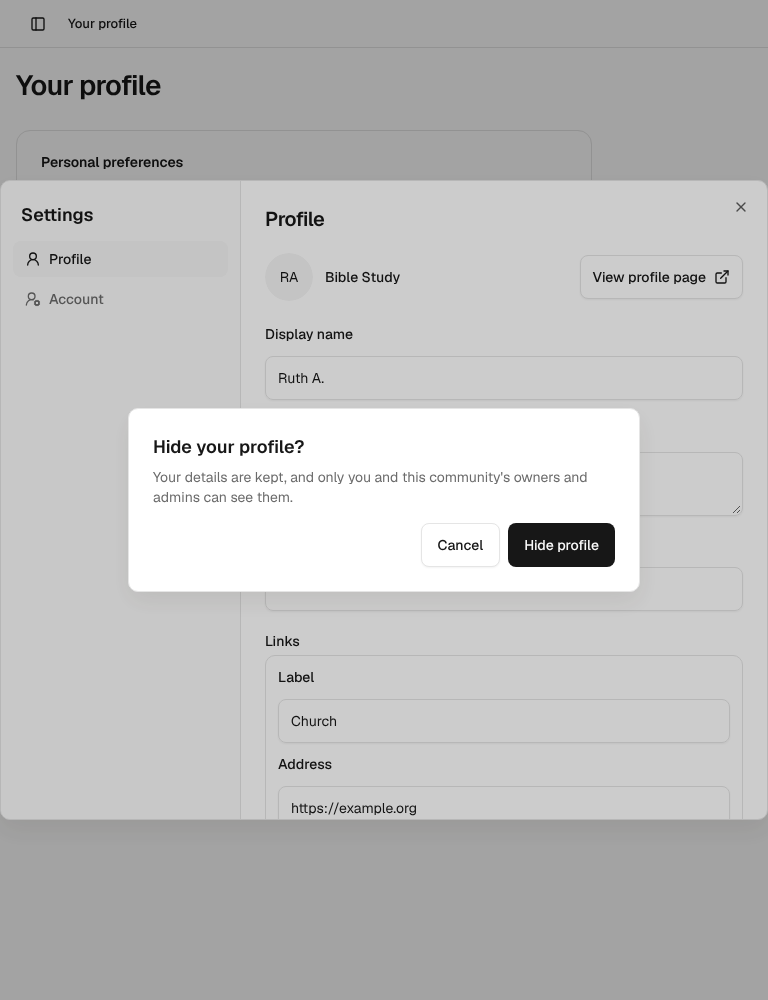 Your profile
Your profile
Personal preferences
Settings
Profile
Account
Profile
RA
Bible Study
View profile page
Display name
Ruth A.
Hide your profile?
Your details are kept, and only you and this community's owners and
admins can see them.
Cancel
Hide profile
Links
Label
Church
Address
https://example.org